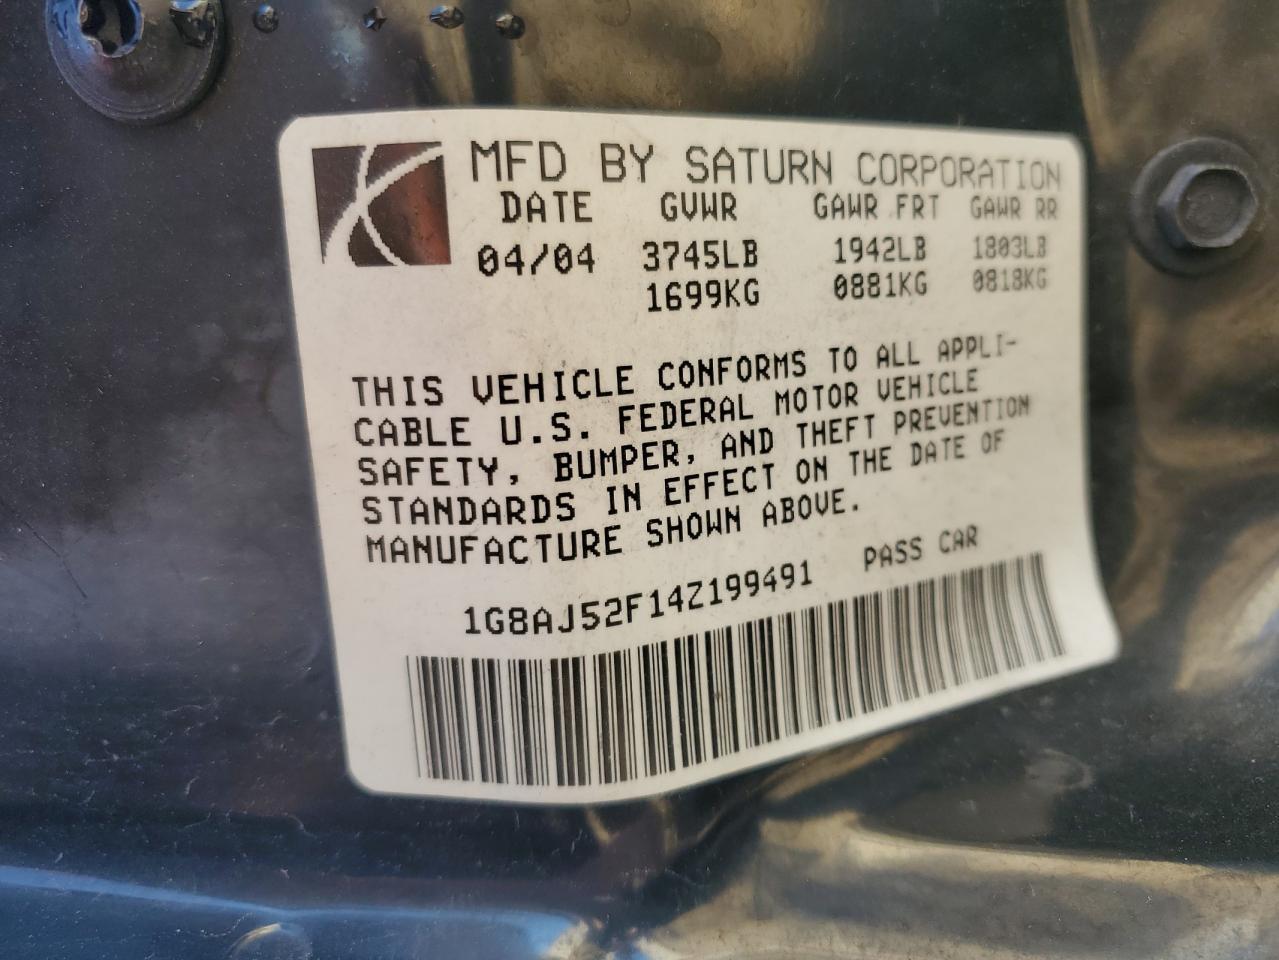 MFD BY SATURN CORPORATION
DATE GVWR GAWR FRT GAWR RR
04/04 3745LB 1942LB 1803LB
1699KG 0881KG 0818KG
THIS VEHICLE CONFORMS TO ALL APPLI-
CABLE U.S. FEDERAL MOTOR VEHICLE
SAFETY, BUMPER, AND THEFT PREVENTION
STANDARDS IN EFFECT ON THE DATE OF
MANUFACTURE SHOWN ABOVE.
1G8AJ52F14Z199491 PASS CAR